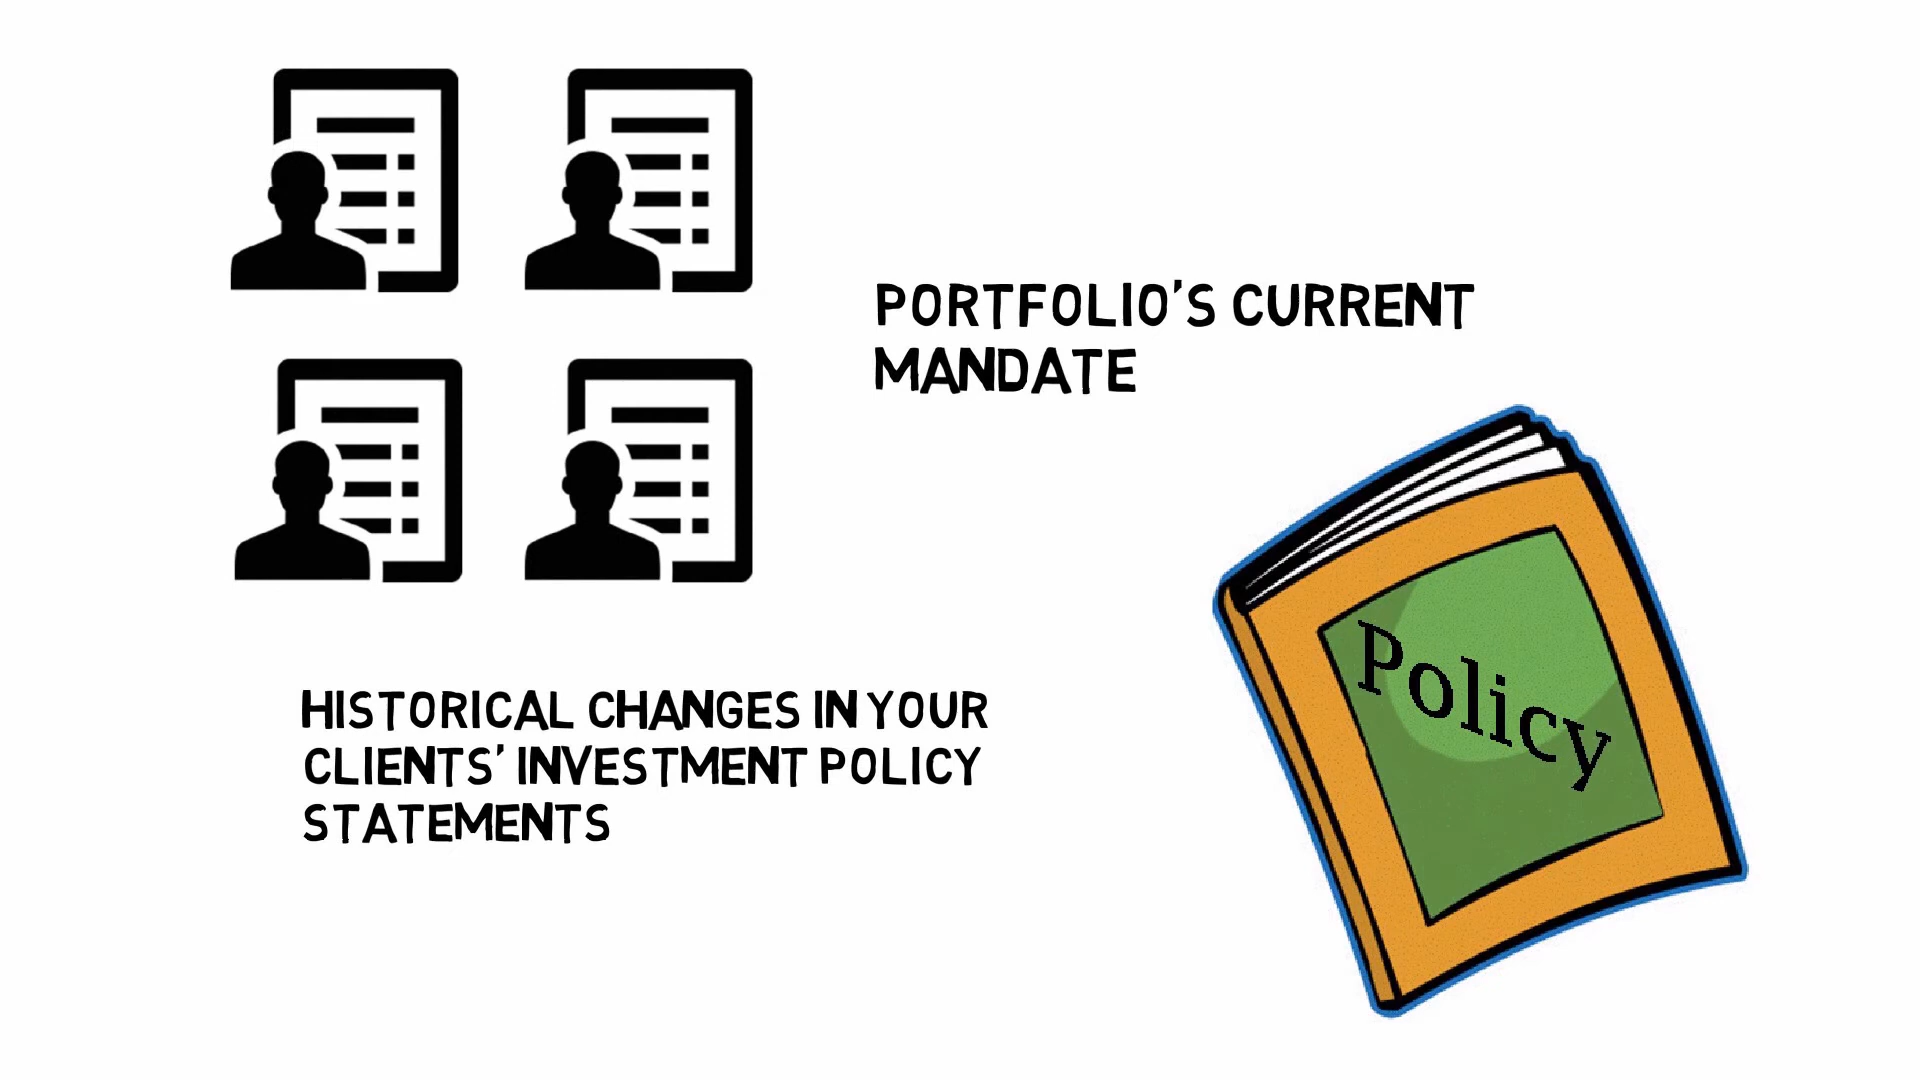 PORTFOLIO'S CURRENT
MANDATE
Policy
HISTORICAL CHANGES IN YOUR
CLIENTS' INVESTMENT POLICY
STATEMENTS